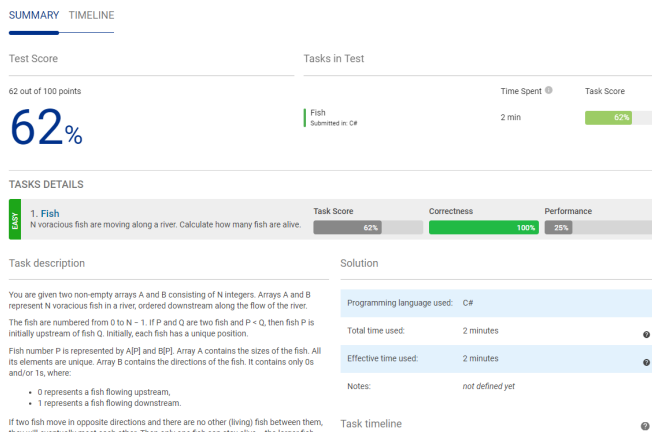 SUMMARY TIMELINE
Test Score
Tasks in Test
62 out of 100 points
Time Spent
Task Score
62%
Fish
Submitted in: C#
2 min
62%
TASKS DETAILS
EASY
1. Fish
N voracious fish are moving along a river. Calculate how many fish are alive.
Task Score
Correctness
Performance
62%
100%
25%
Task description
Solution
You are given two non-empty arrays A and B consisting of N integers. Arrays A and B
represent N voracious fish in a river, ordered downstream along the flow of the river.
The fish are numbered from 0 to N − 1. If P and Q are two fish and P < Q, then fish P is
initially upstream of fish Q. Initially, each fish has a unique position.
Fish number P is represented by A[P] and B[P]. Array A contains the sizes of the fish. All
its elements are unique. Array B contains the directions of the fish. It contains only 0s
and/or 1s, where:
• 0 represents a fish flowing upstream,
• 1 represents a fish flowing downstream.
If two fish move in opposite directions and there are no other (living) fish between them,
Programming language used: C#
Total time used: 2 minutes
Effective time used: 2 minutes
Notes: not defined yet
Task timeline